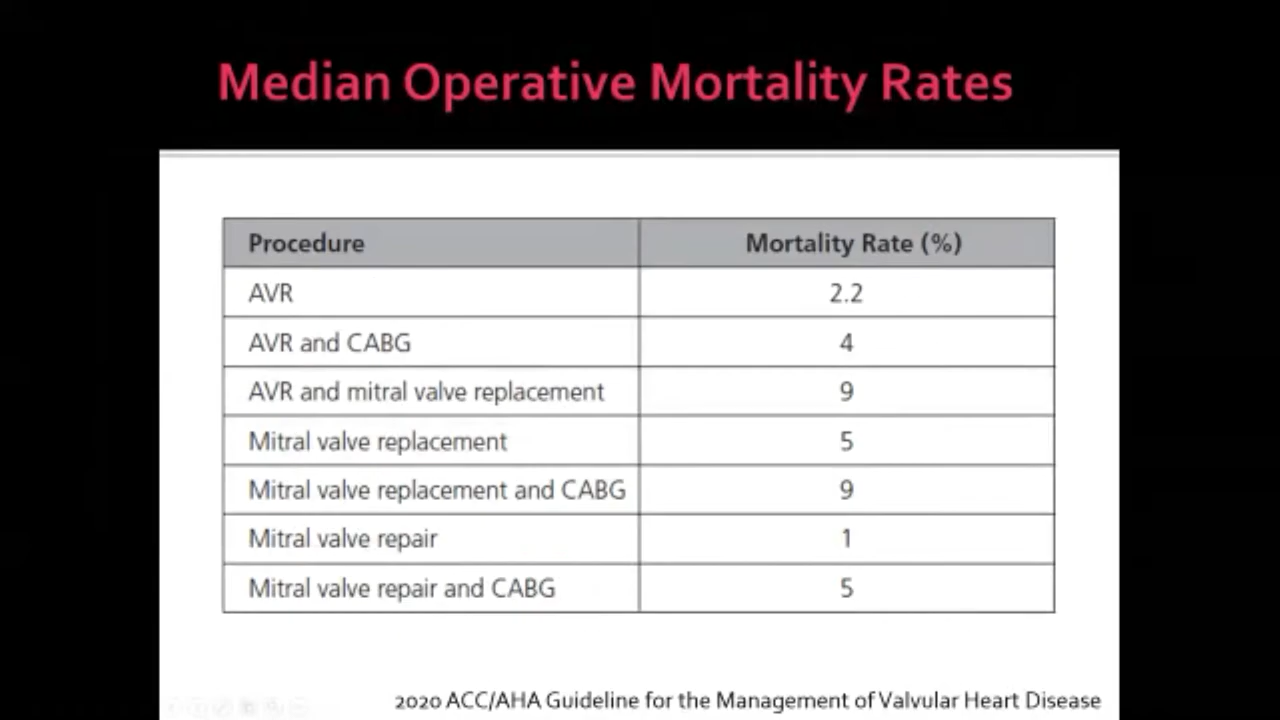 Median Operative Mortality Rates
Procedure Mortality Rate (%)
AVR 2.2
AVR and CABG 4
AVR and mitral valve replacement 9
Mitral valve replacement 5
Mitral valve replacement and CABG 9
Mitral valve repair 1
Mitral valve repair and CABG 5
2020 ACC/AHA Guideline for the Management of Valvular Heart Disease